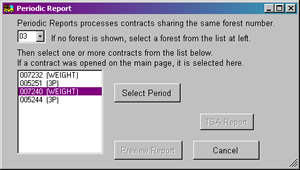 Periodic Report
Periodic Reports processes contracts sharing the same forest number.
03 If no forest is shown, select a forest from the list at left.
Then select one or more contracts from the list below.
If a contract was opened on the main page, it is selected here.
007232 (WEIGHT)
005251 (3P)
007240 (WEIGHT)
005244 (3P)
Select Period
TSA Report
Preview Report
Cancel